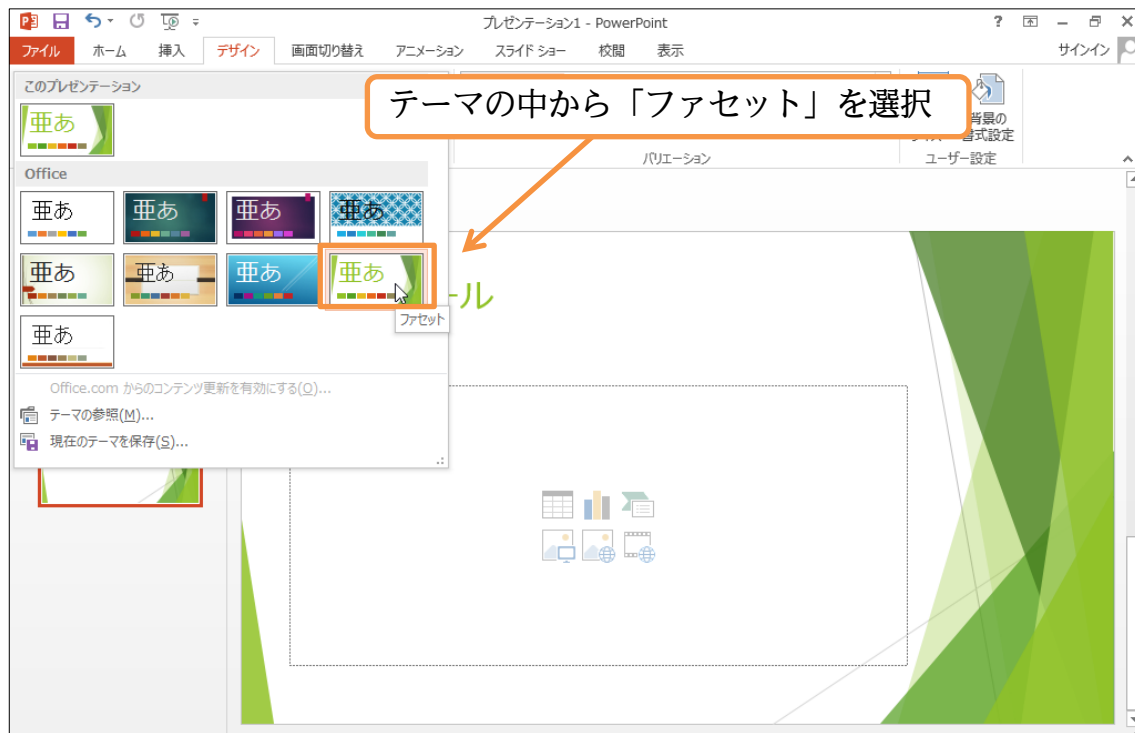 プレゼンテーション1 - PowerPoint
?
ファイル ホーム 挿入 デザイン 画面切り替え アニメーション スライド ショー 校閲 表示 サインイン
このプレゼンテーション
テーマの中から「ファセット」を選択
亜あ
背景の
書式設定
バリエーション ユーザー設定
Office
亜あ 亜あ 亜あ 亜あ
亜あ 亜あ 亜あ 亜あ
ール
ファセット
亜あ
Office.com からのコンテンツ更新を有効にする(O)...
テーマの参照(M)...
現在のテーマを保存(S)...